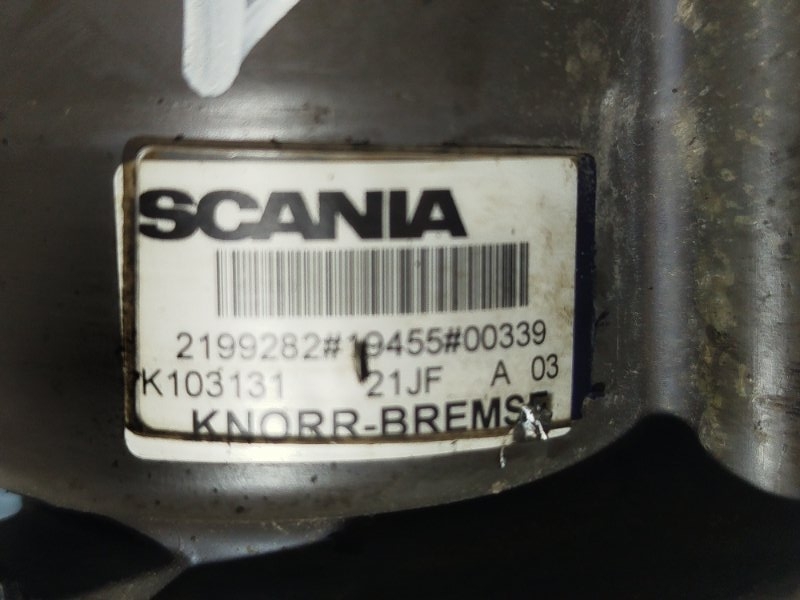 SCANIA
2199282#19455#00339
K103131 21JF A 03
KNORR-BREMSE